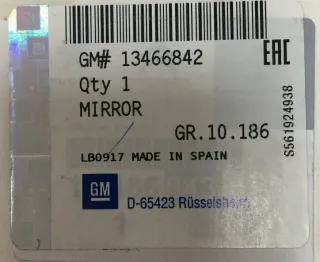 GM# 13466842
EAC
Qty 1
MIRROR
GR.10.186
LB0917 MADE IN SPAIN
S561924938
GM
D-65423 Rüsselsheim